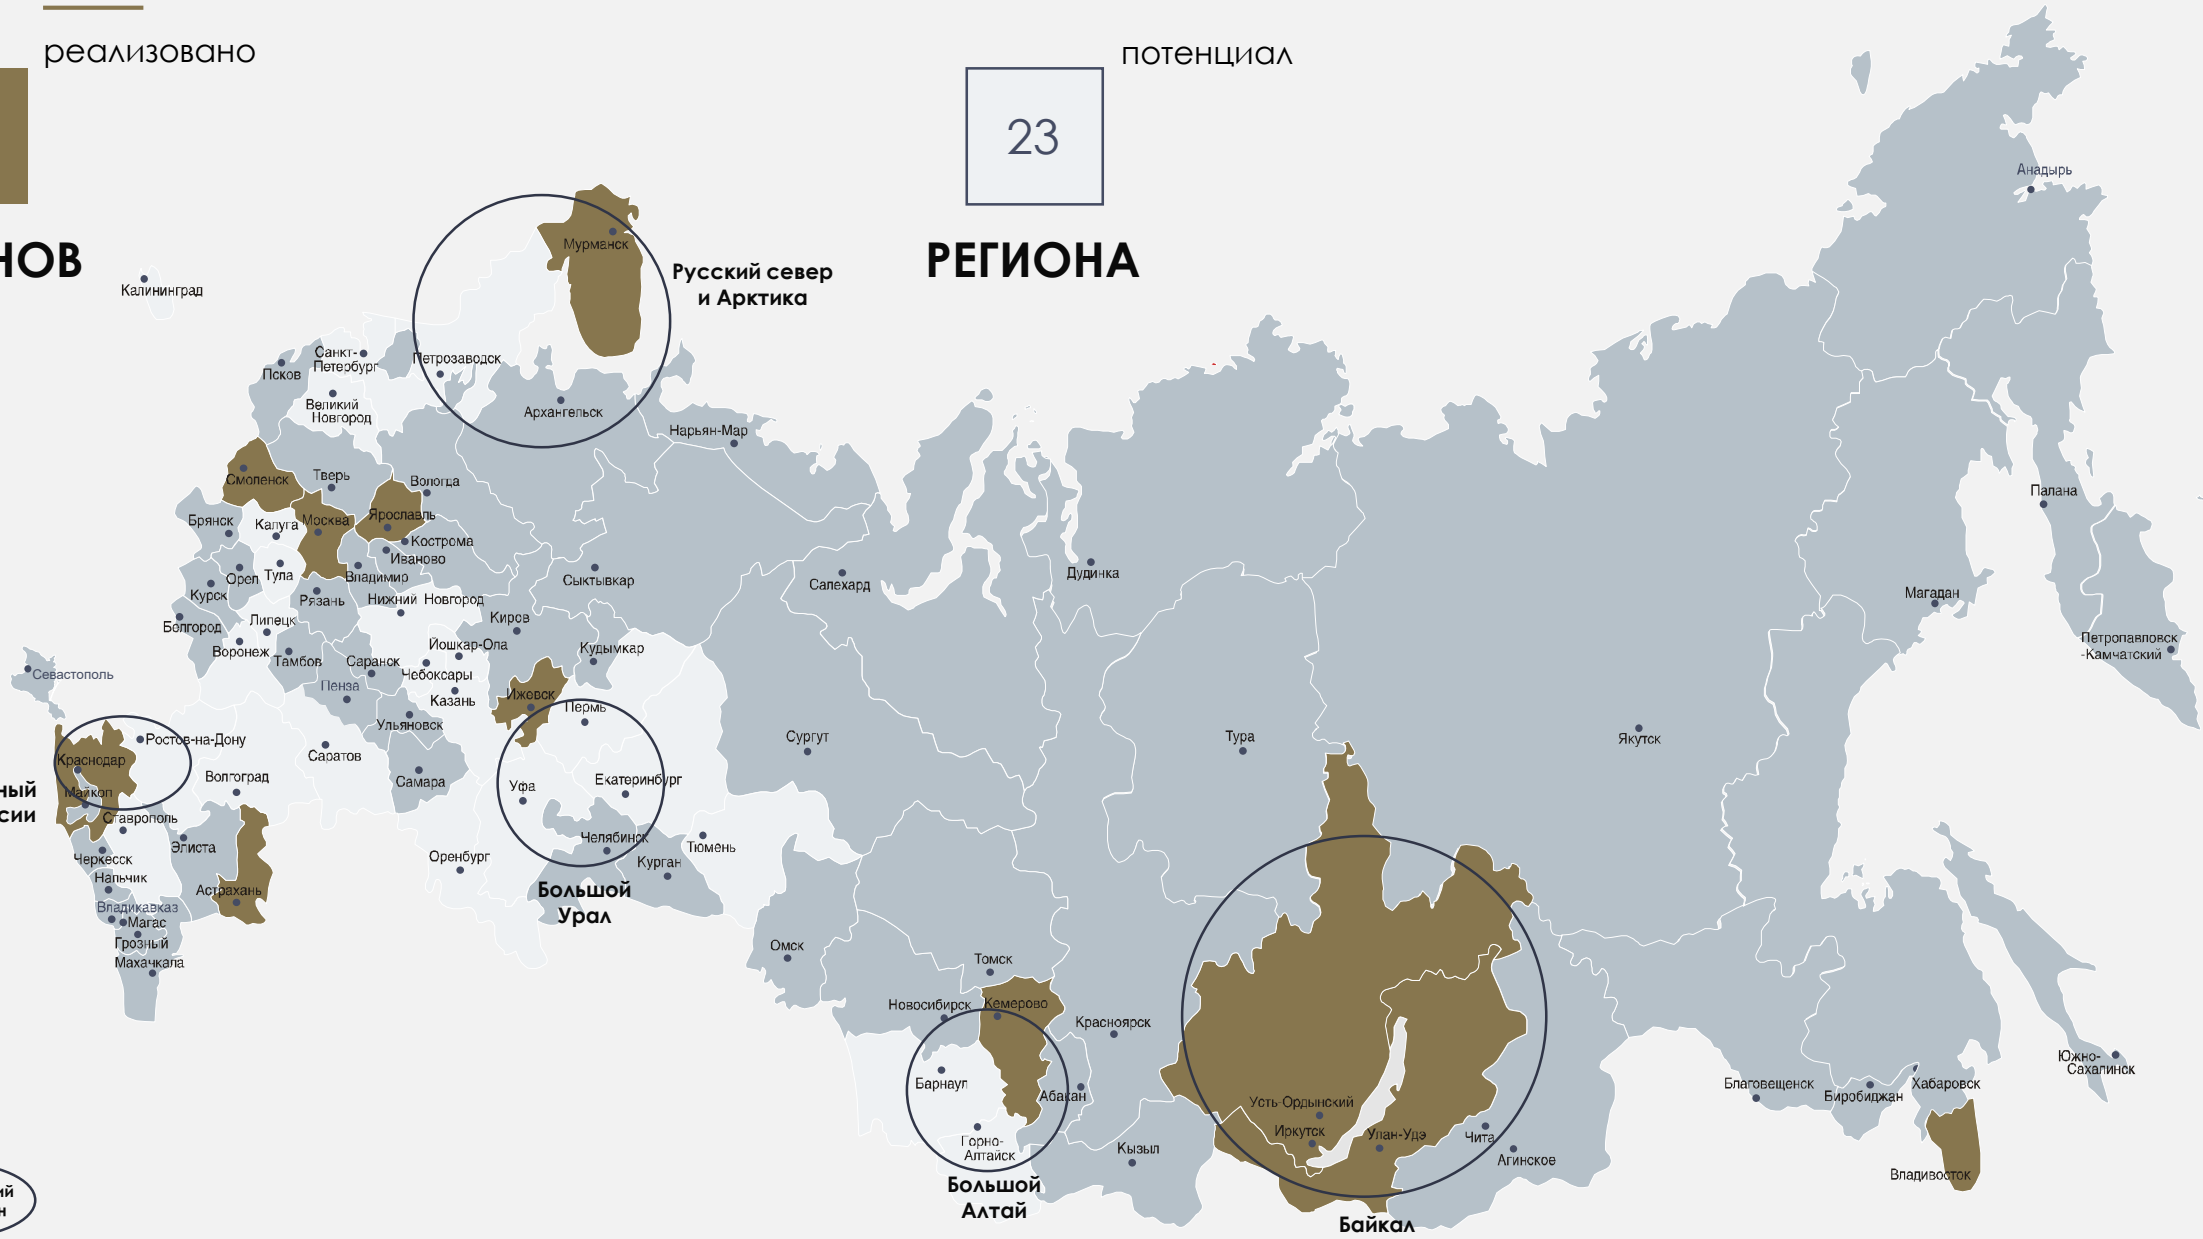 реализовано
потенциал
23
НОВ
РЕГИОНА
Анадырь
Мурманск
Русский север
и Арктика
Калининград
Санкт-
Петербург
Петрозаводск
Псков
Великий
Новгород
Архангельск
Нарьян-Мар
Смоленск
Тверь
Вологда
Палана
Брянск
Калуга
Москва
Ярославль
Кострома
Иваново
Орел
Тула
Владимир
Сыктывкар
Салехард
Дудинка
Курск
Рязань
Нижний Новгород
Магадан
Белгород
Липецк
Киров
Воронеж
Тамбов
Саранск
Йошкар-Ола
Кудымкар
Петропавловск
-Камчатский
Севастополь
Пенза
Чебоксары
Казань
Ижевск
Пермь
Ульяновск
Ростов-на-Дону
Саратов
Сургут
Тура
Якутск
Краснодар
Волгоград
Самара
Уфа
Екатеринбург
ный
сии
Майкоп
Ставрополь
Челябинск
Тюмень
Черкесск
Элиста
Оренбург
Курган
Нальчик
Астрахань
Большой
Урал
Владикавказ
Магас
Грозный
Махачкала
Омск
Томск
Новосибирск
Кемерово
Красноярск
Барнаул
Абакан
Усть-Ордынский
Иркутск
Улан-Удэ
Чита
Агинское
Благовещенск
Биробиджан
Хабаровск
Южно-
Сахалинск
Горно-
Алтайск
Кызыл
Владивосток
Большой
Алтай
Байкал
ий
н